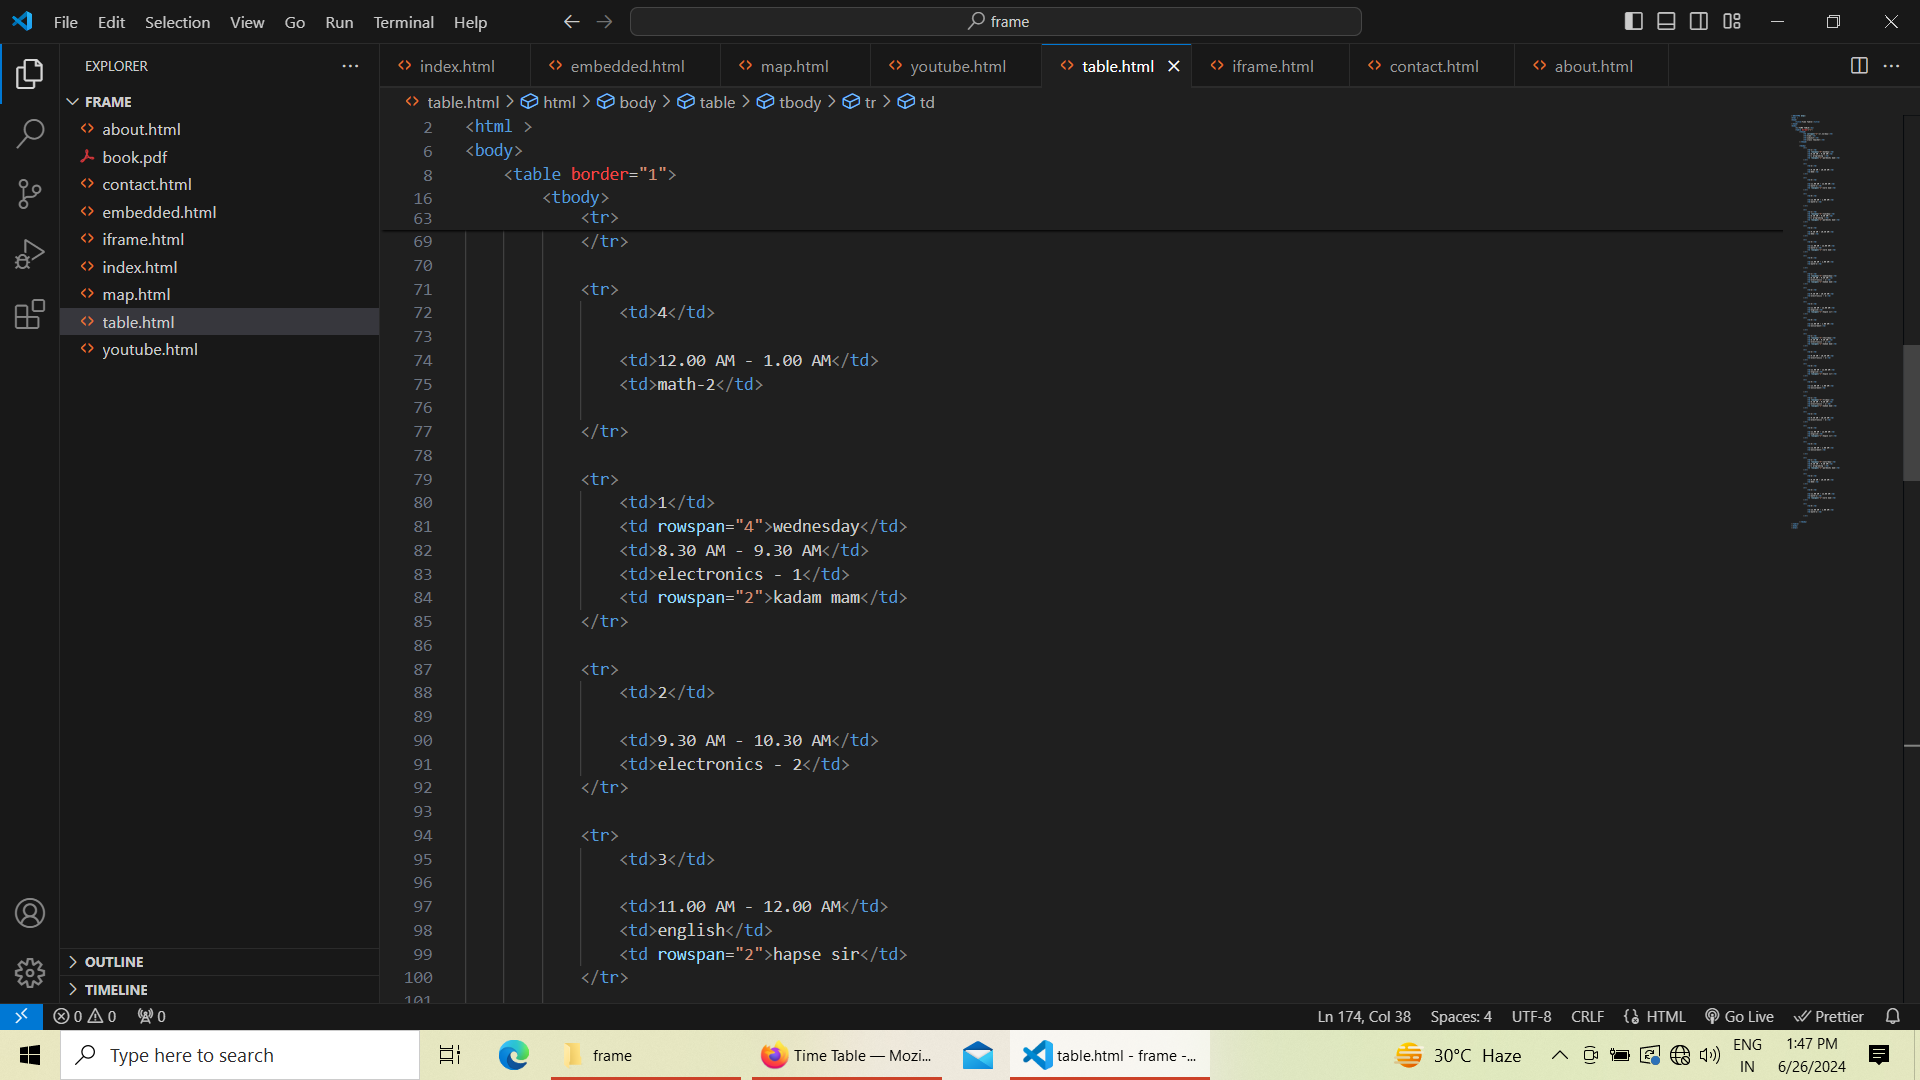 File Edit Selection View Go Run Terminal Help
frame
EXPLORER
index.html embedded.html map.html youtube.html table.html iframe.html contact.html about.html
FRAME
about.html
book.pdf
contact.html
embedded.html
iframe.html
index.html
map.html
table.html
youtube.html
OUTLINE
TIMELINE
table.html > html > body > table > tbody > tr > td
2 <html >
6 <body>
8 <table border="1">
16 <tbody>
63 <tr>
69 </tr>
70
71 <tr>
72 <td>4</td>
73
74 <td>12.00 AM - 1.00 AM</td>
75 <td>math-2</td>
76
77 </tr>
78
79 <tr>
80 <td>1</td>
81 <td rowspan="4">wednesday</td>
82 <td>8.30 AM - 9.30 AM</td>
83 <td>electronics - 1</td>
84 <td rowspan="2">kadam mam</td>
85 </tr>
86
87 <tr>
88 <td>2</td>
89
90 <td>9.30 AM - 10.30 AM</td>
91 <td>electronics - 2</td>
92 </tr>
93
94 <tr>
95 <td>3</td>
96
97 <td>11.00 AM - 12.00 AM</td>
98 <td>english</td>
99 <td rowspan="2">hapse sir</td>
100 </tr>
101
0 0 0 Ln 174, Col 38 Spaces: 4 UTF-8 CRLF HTML Go Live Prettier
Type here to search frame Time Table — Mozi... table.html - frame -... 30°C Haze ENG IN 1:47 PM 6/26/2024